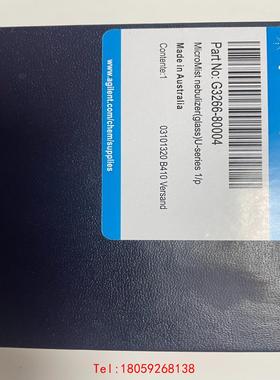 Part No: G3266-80004
MicroMist nebulizer(glass)U-series 1/p
Made in Australia
Contente:1
03101320 B410 Versand
www.agilent.com/chem/supplies
Tel:18059268138